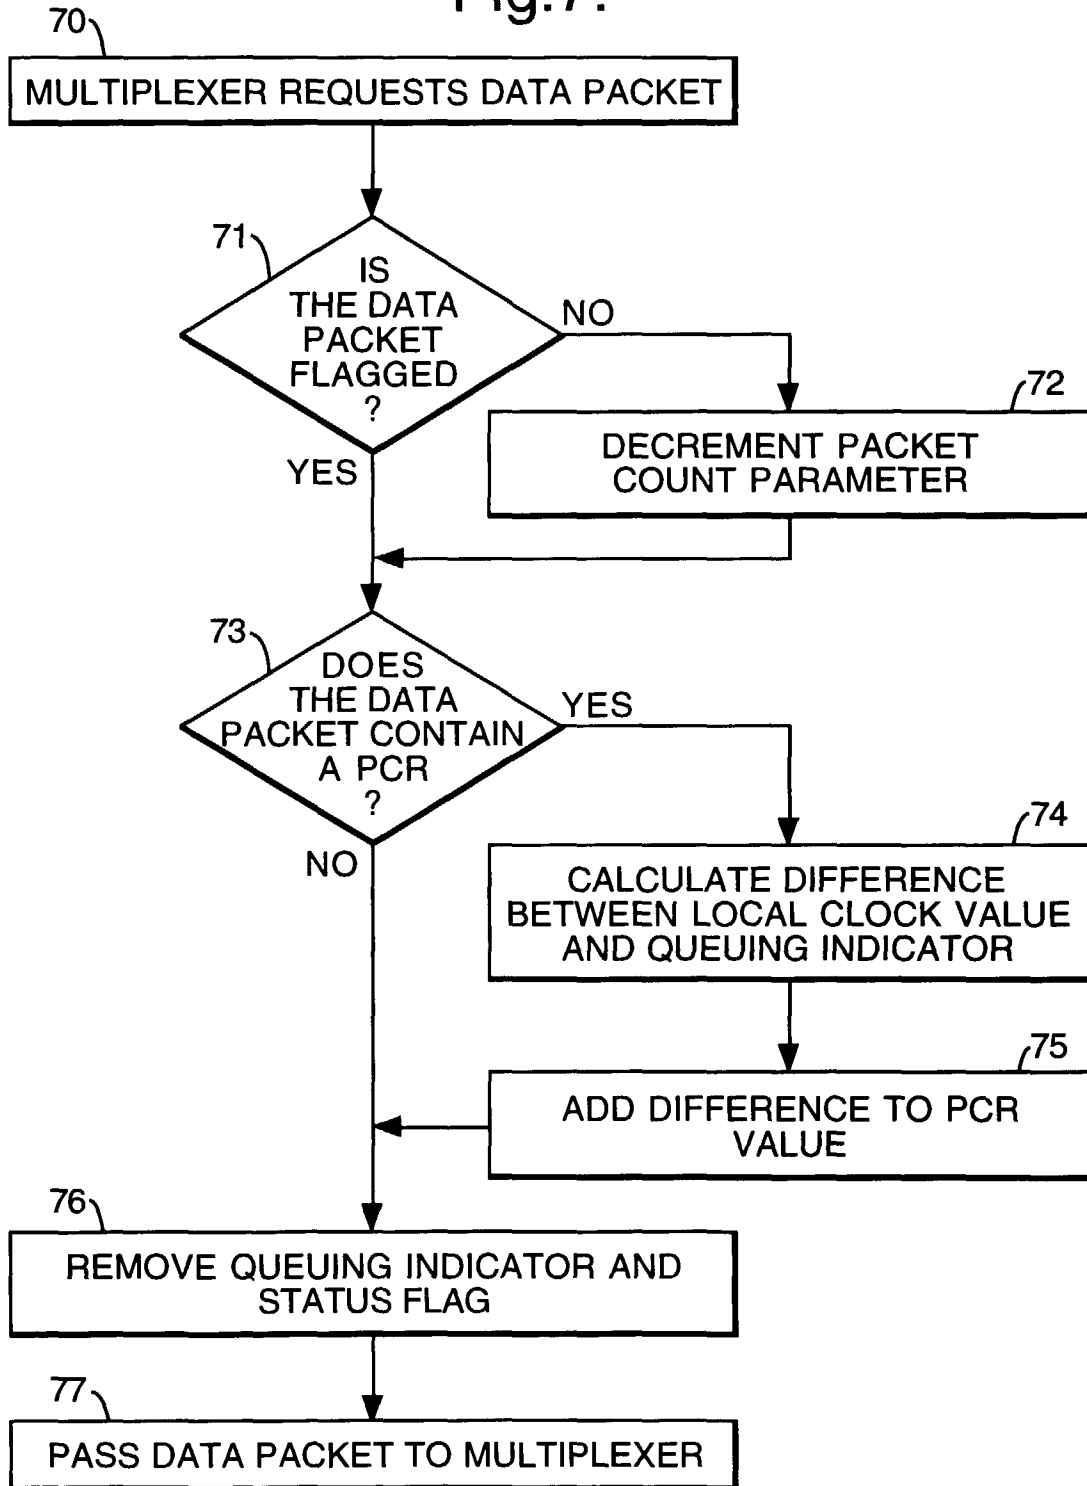 Fig.7.
70
MULTIPLEXER REQUESTS DATA PACKET
71
IS
THE DATA
PACKET
FLAGGED
?
NO
YES
72
DECREMENT PACKET
COUNT PARAMETER
73
DOES
THE DATA
PACKET CONTAIN
A PCR
?
YES
NO
74
CALCULATE DIFFERENCE
BETWEEN LOCAL CLOCK VALUE
AND QUEUING INDICATOR
75
ADD DIFFERENCE TO PCR
VALUE
76
REMOVE QUEUING INDICATOR AND
STATUS FLAG
77
PASS DATA PACKET TO MULTIPLEXER